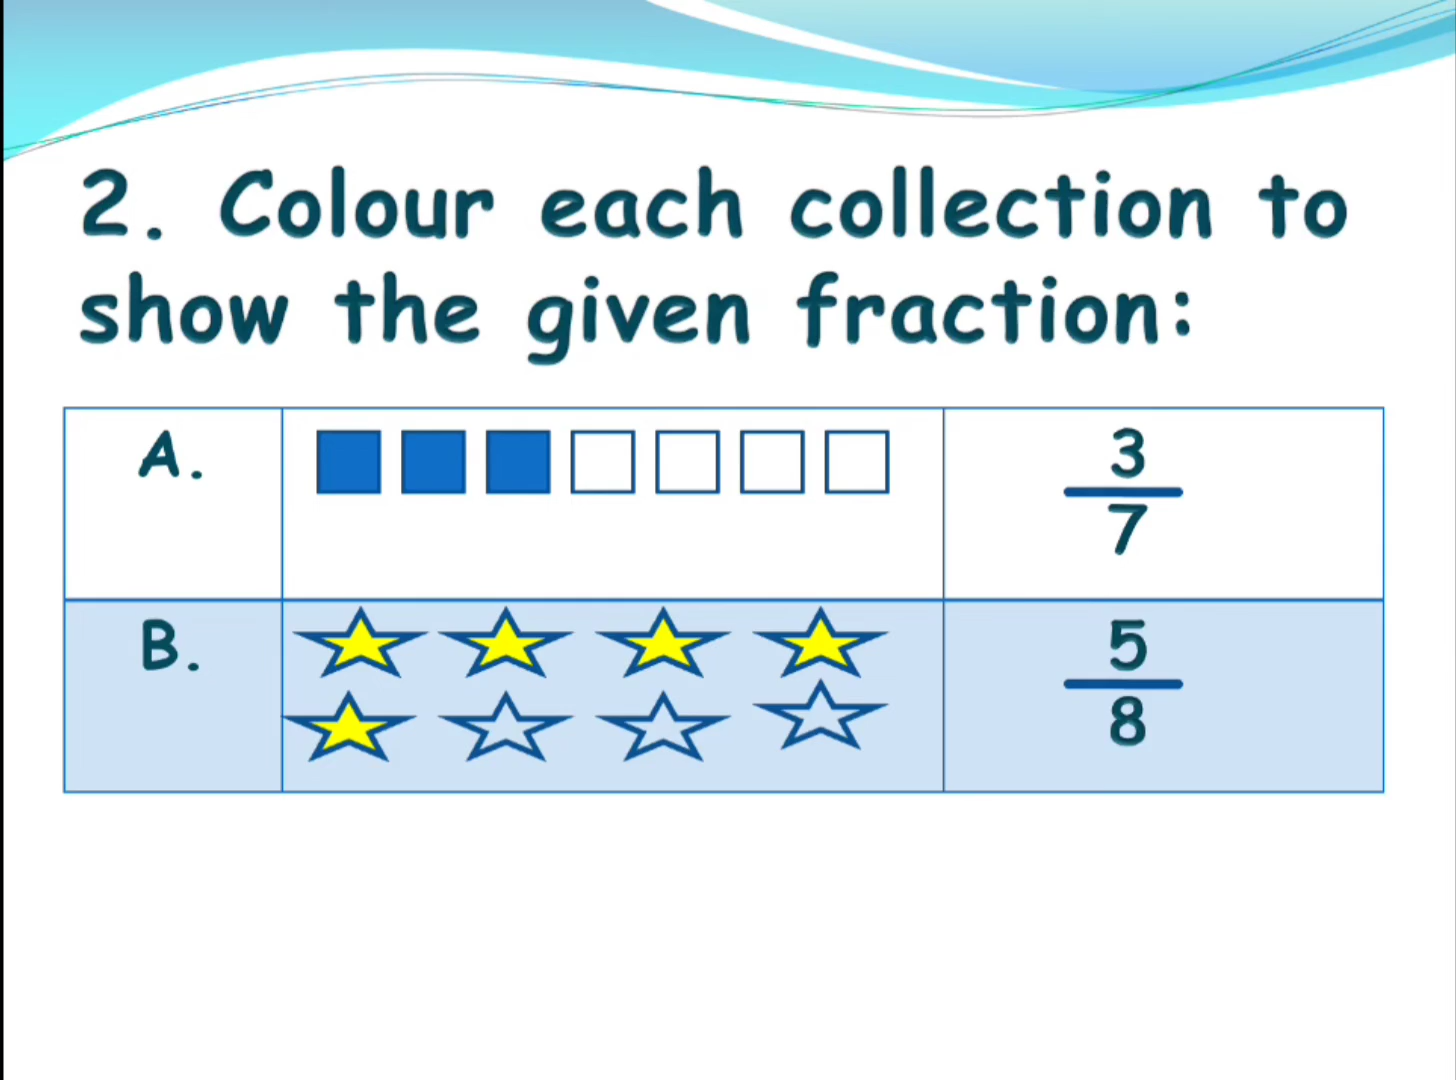 2. Colour each collection to
show the given fraction:
A.
3
7
B.
5
8